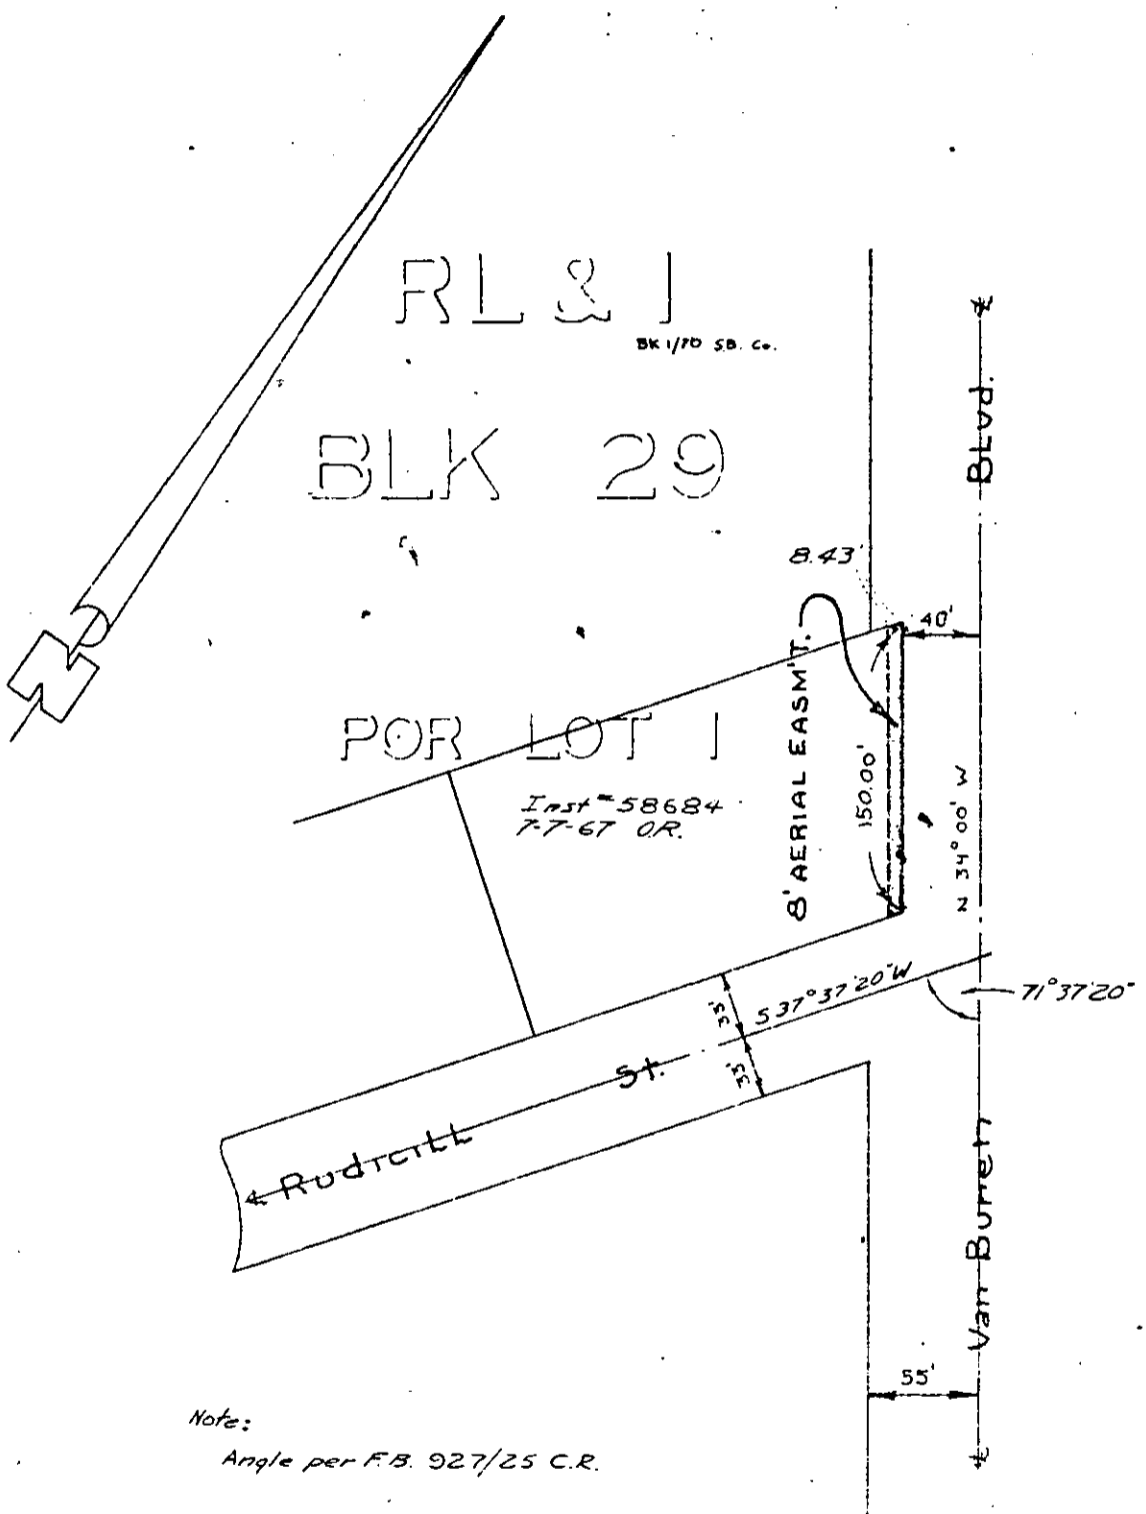 RL & I
BK 1/70 S.B. Co.
BLK 29
8.43'
40'
Blvd.
8' AERIAL EASM'T.
POR LOT 1
150.00'
Inst #58684
7-7-67 O.R.
N 34° 00' W
S 37° 37' 20" W
71° 37' 20"
33'
33'
Rudicill St.
Van Buren
55'
Note:
Angle per F.B. 927/25 C.R.
N